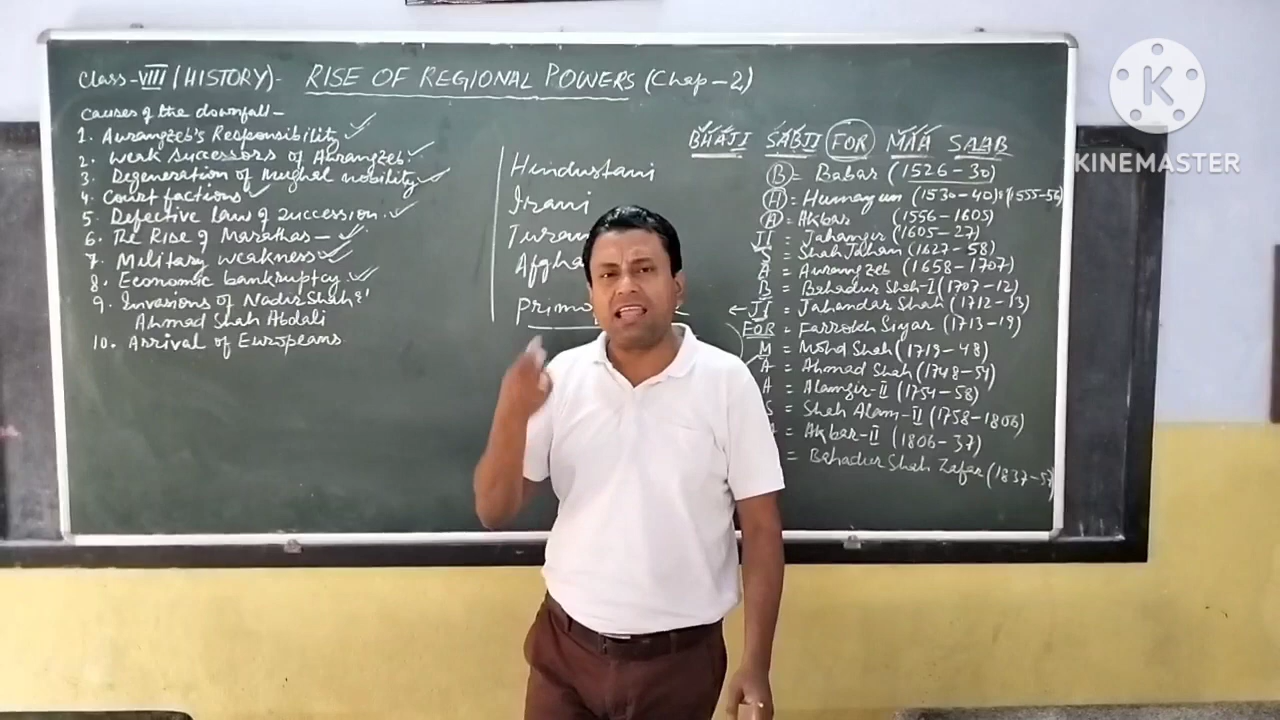 Class-VIII (HISTORY)- RISE OF REGIONAL POWERS (Chap-2)
Causes of the downfall-
1. Aurangzeb's Responsibility
2. Weak successors of Aurangzeb.
3. Degeneration of Mughal nobility
4. Court factions
5. Defective law of succession.
6. The Rise of Marathas-
7. Military weakness
8. Economic bankruptcy
9. Invasions of Nadir Shah &
Ahmad Shah Abdali
10. Arrival of Europeans
Hindustani
Irani
Turan
Afgha
Primo
BHAJI SABJI FOR MAA SAAB
B = Babar (1526-30)
H = Humayun (1530-40) & (1555-56)
A = Akbar (1556-1605)
JI = Jahangir (1605-27)
S = Shah Jahan (1627-58)
A = Aurangzeb (1658-1707)
B = Bahadur Shah-I (1707-12)
JI = Jahandar Shah (1712-13)
FOR = Farrokh Siyar (1713-19)
M = Mohd Shah (1719-48)
A = Ahmad Shah (1748-54)
A = Alamgir-II (1754-58)
S = Shah Alam-II (1758-1806)
= Akbar-II (1806-37)
= Bahadur Shah Zafar (1837-57)
K
KINEMASTER